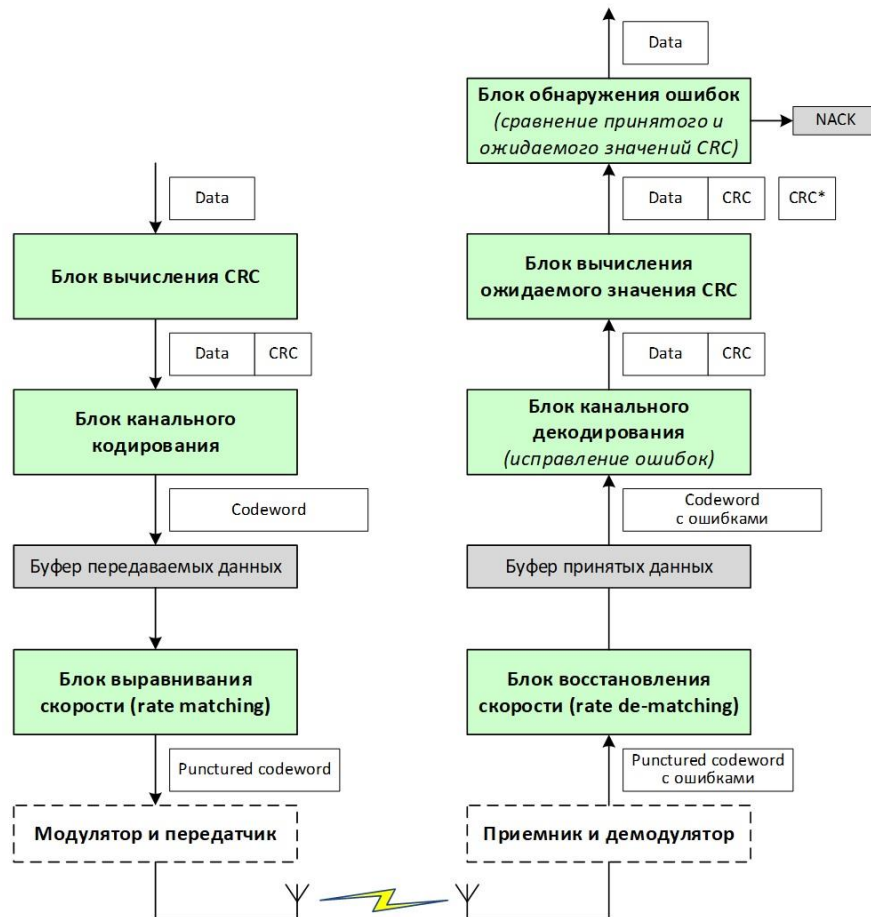 Data
Блок вычисления CRC
Data
CRC
Блок канального
кодирования
Codeword
Буфер передаваемых данных
Блок выравнивания
скорости (rate matching)
Punctured codeword
Модулятор и передатчик
Data
Блок обнаружения ошибок
(сравнение принятого и
ожидаемого значений CRC)
NACK
Data
CRC
CRC*
Блок вычисления
ожидаемого значения CRC
Data
CRC
Блок канального
декодирования
(исправление ошибок)
Codeword
с ошибками
Буфер принятых данных
Блок восстановления
скорости (rate de-matching)
Punctured codeword
с ошибками
Приемник и демодулятор